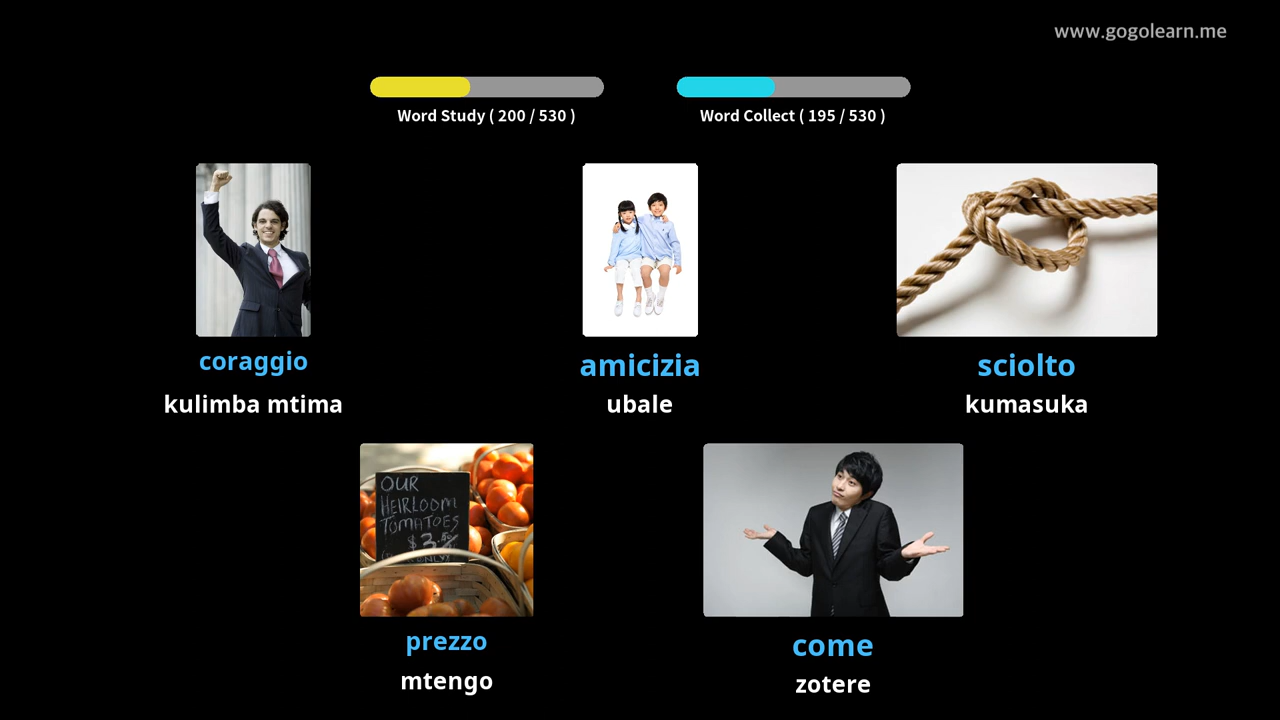 www.gogolearn.me
Word Study ( 200 / 530 )
Word Collect ( 195 / 530 )
coraggio
kulimba mtima
amicizia
ubale
sciolto
kumasuka
OUR
HEIRLOOM
TOMATOES
prezzo
mtengo
come
zotere